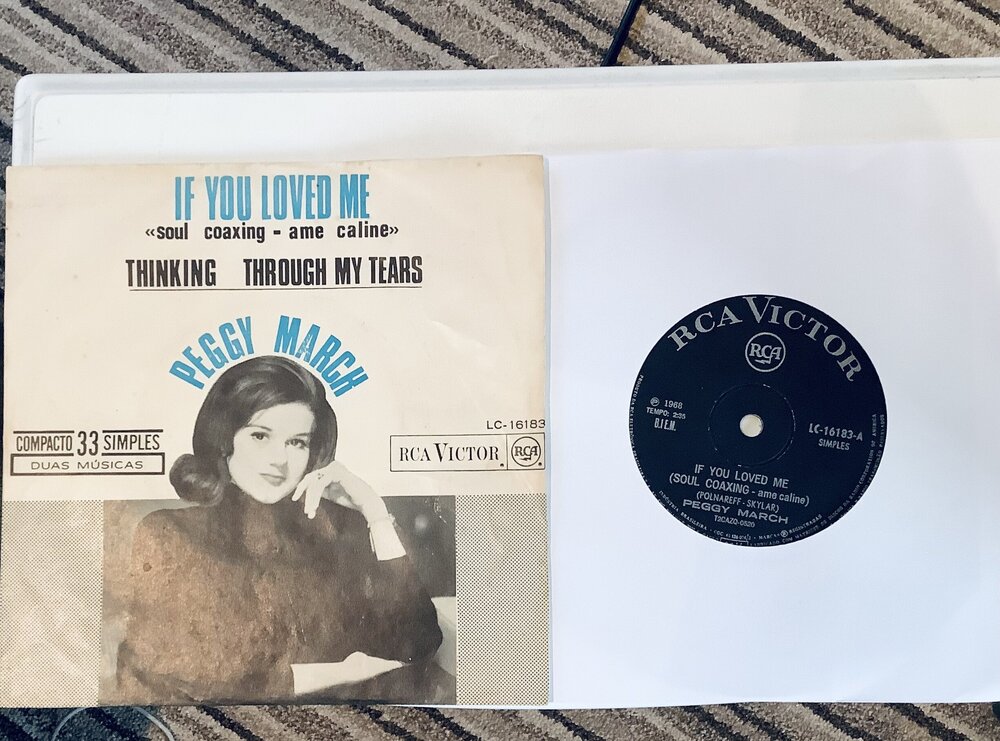 IF YOU LOVED ME
«soul coaxing - ame caline»
THINKING THROUGH MY TEARS
PEGGY MARCH
COMPACTO 33 SIMPLES
DUAS MÚSICAS
LC-16183
RCA VICTOR RCA
RCA VICTOR
RCA
℗ 1968
TEMPO: 2:35
B.I.E.M.
LC-16183-A
SIMPLES
IF YOU LOVED ME
(SOUL COAXING - ame caline)
(POLNAREFF - SKYLAR)
PEGGY MARCH
T2CAZO-0520